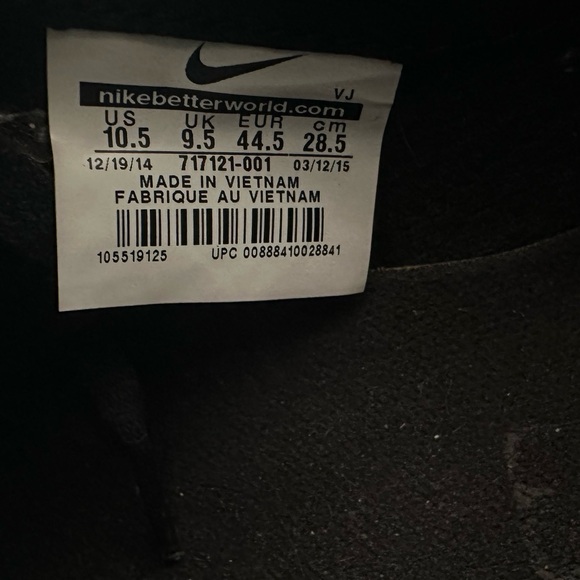 VJ
nikebetterworld.com
US UK EUR cm
10.5 9.5 44.5 28.5
12/19/14 717121-001 03/12/15
MADE IN VIETNAM
FABRIQUE AU VIETNAM
105519125 UPC 00888410028841